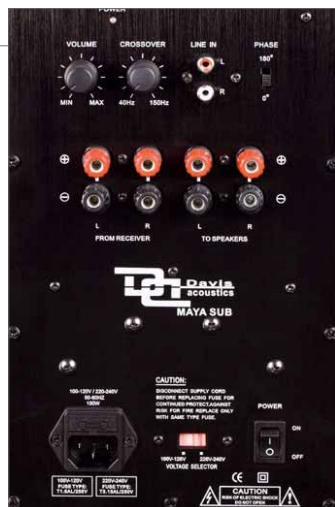 POWER
VOLUME CROSSOVER LINE IN PHASE
180°
L
R
MIN MAX 40Hz 150Hz 0°
⊕ ⊕
⊖ ⊖
L R L R
FROM RECEIVER TO SPEAKERS
Davis
acoustics
MAYA SUB
CAUTION:
DISCONNECT SUPPLY CORD
BEFORE REPLACING FUSE FOR
CONTINUED PROTECT.AGAINST
RISK FOR FIRE REPLACE ONLY
WITH SAME TYPE FUSE.
100-120V / 220-240V
50-60HZ
100W
POWER
ON
OFF
100V-120V 220V-240V
VOLTAGE SELECTOR
100V-120V
FUSE TYPE:
T1.6AL/250V
220V-240V
FUSE TYPE:
T3.15AL/250V
CE
CAUTION
RISK OF ELECTRIC SHOCK
DO NOT OPEN